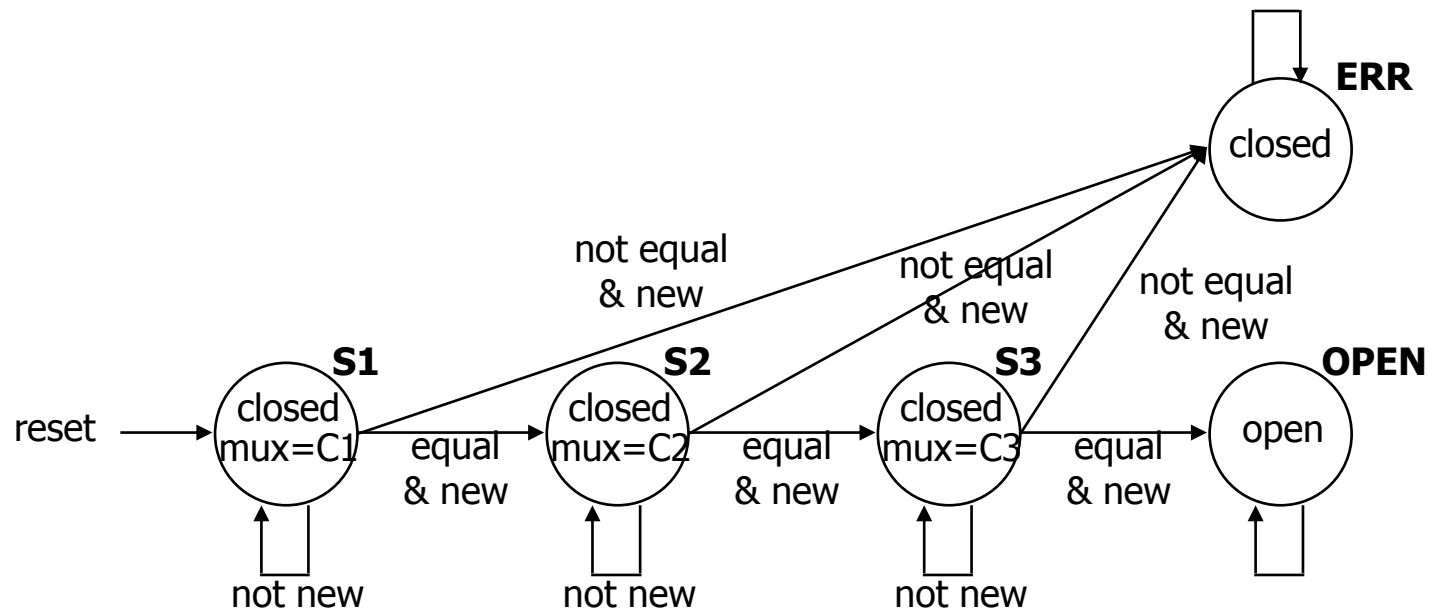 ERR
closed
not equal
& new
not equal
& new
not equal
& new
S1
S2
S3
OPEN
reset
closed
mux=C1
equal
& new
closed
mux=C2
equal
& new
closed
mux=C3
equal
& new
open
not new
not new
not new